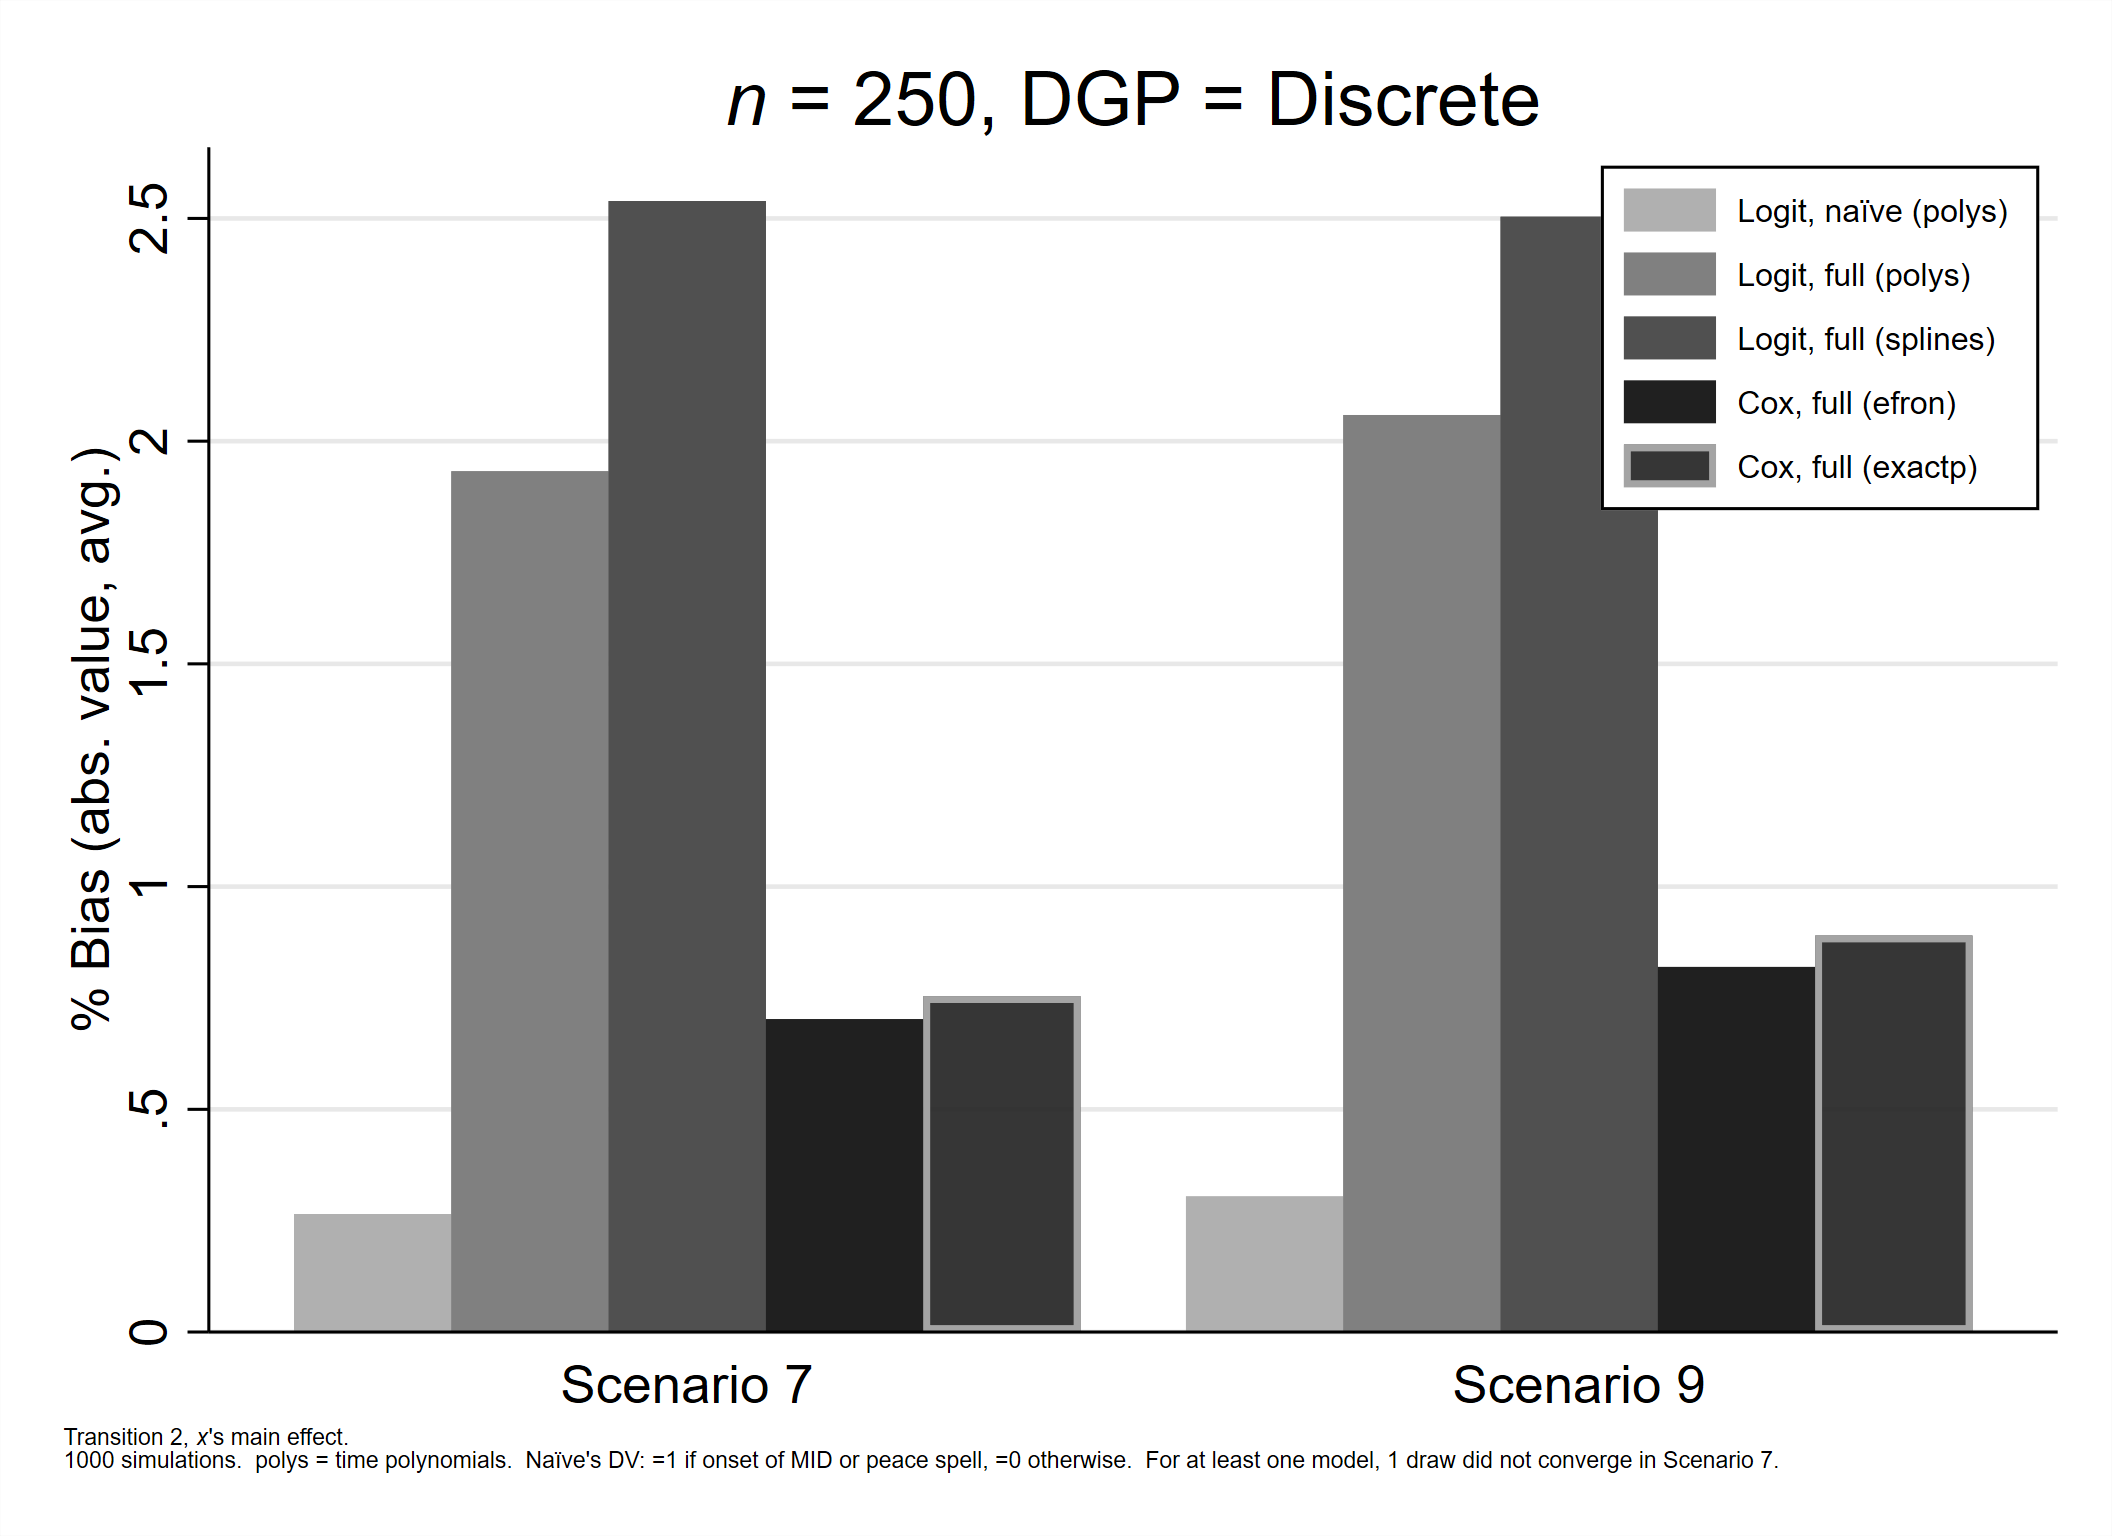 n = 250, DGP = Discrete
% Bias (abs. value, avg.)
2.5
2
1.5
1
.5
0
Logit, naïve (polys)
Logit, full (polys)
Logit, full (splines)
Cox, full (efron)
Cox, full (exactp)
Scenario 7
Scenario 9
Transition 2, x's main effect.
1000 simulations.  polys = time polynomials.  Naïve's DV: =1 if onset of MID or peace spell, =0 otherwise.  For at least one model, 1 draw did not converge in Scenario 7.